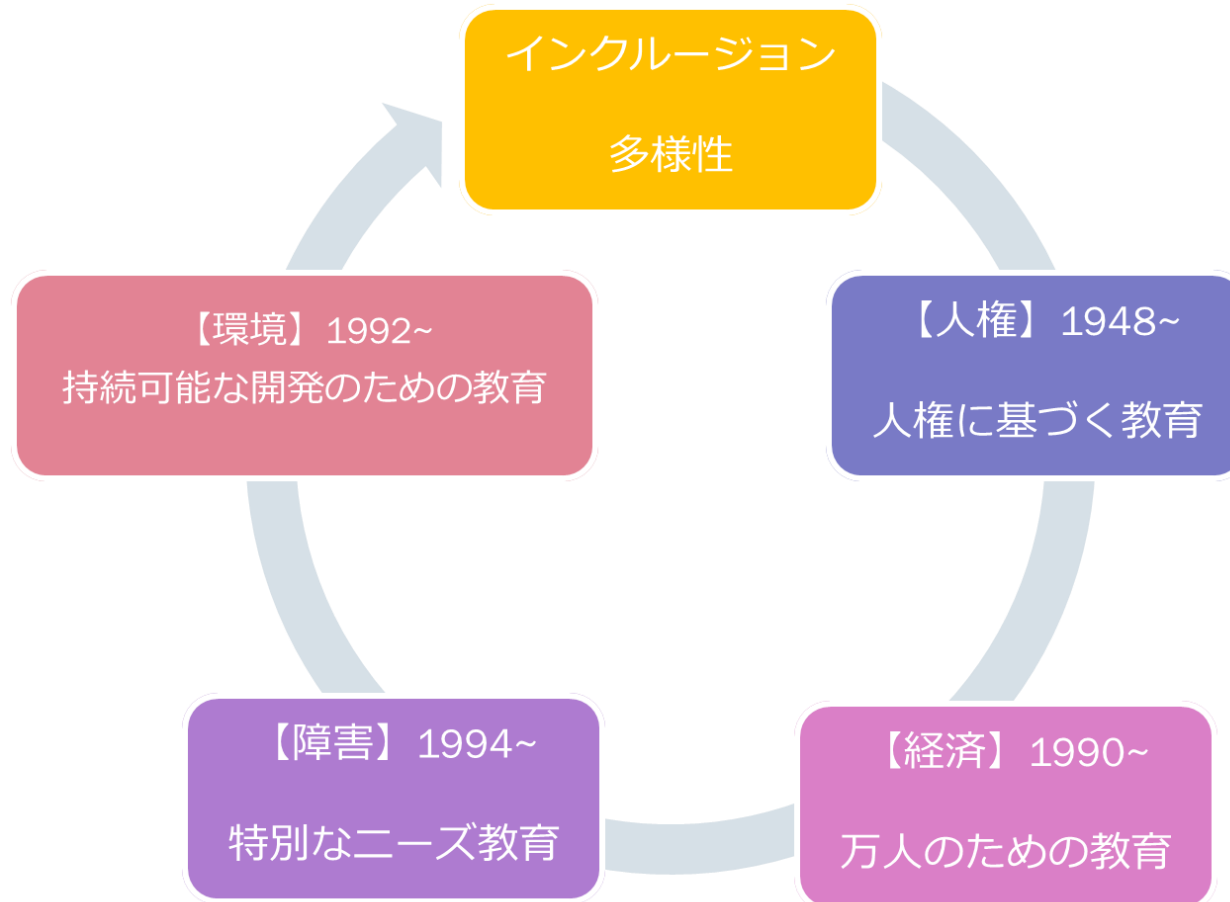 インクルージョン
多様性
【人権】1948~
人権に基づく教育
【経済】1990~
万人のための教育
【障害】1994~
特別なニーズ教育
【環境】1992~
持続可能な開発のための教育